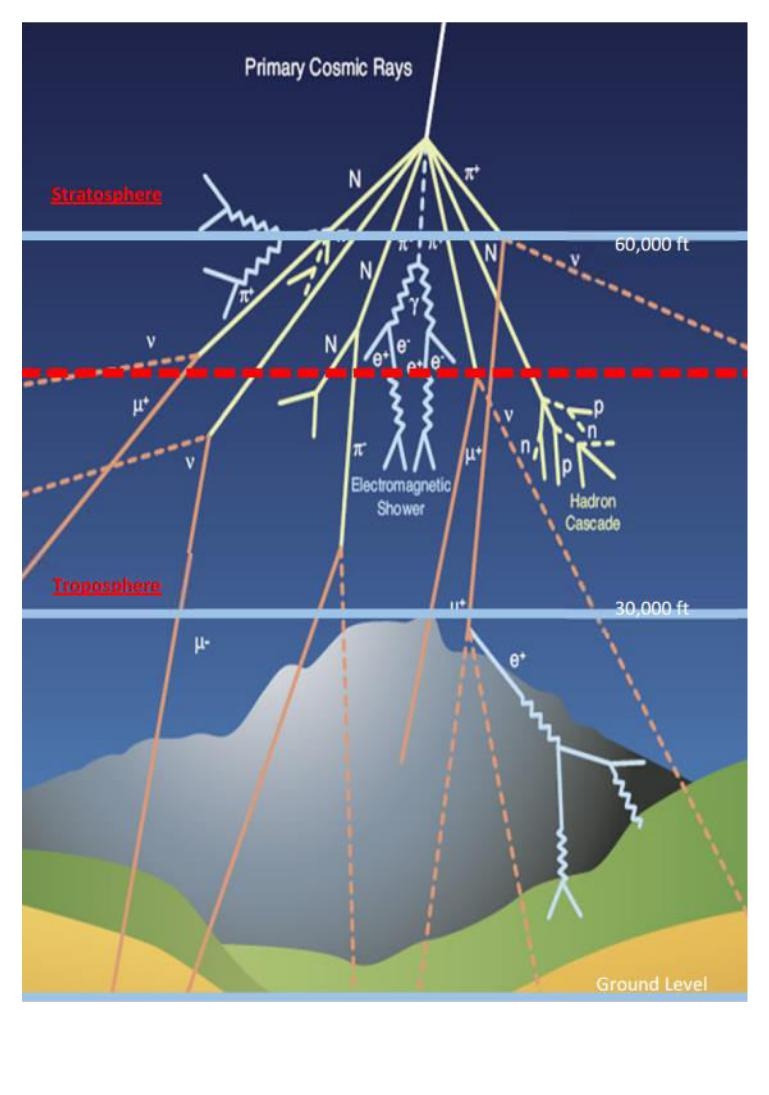 Primary Cosmic Rays
N
π⁺
Stratosphere
60,000 ft
π⁻
N
ν
N
π⁺
γ
ν
N
e⁻
e⁺
e⁺
e⁻
μ⁺
ν
p
n
ν
π⁻
μ⁺
n
p
Electromagnetic
Shower
Hadron
Cascade
Troposphere
μ⁺
30,000 ft
μ-
e⁺
Ground Level